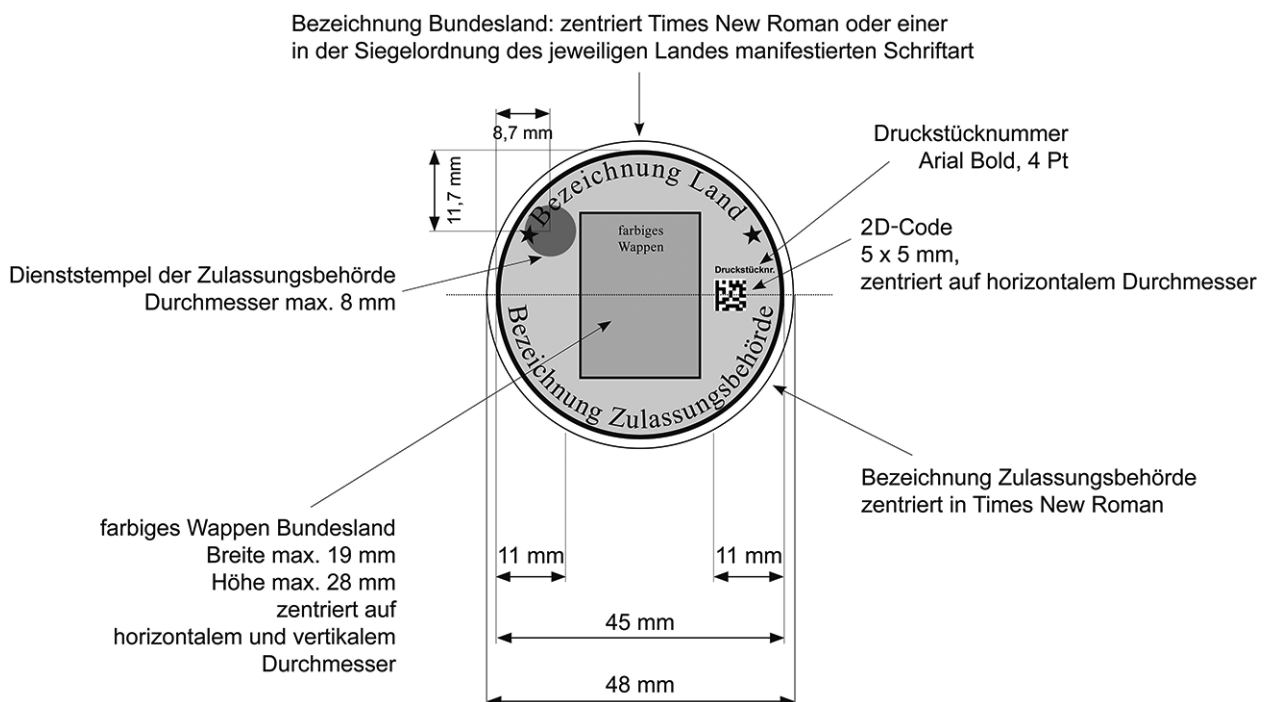 Bezeichnung Bundesland: zentriert Times New Roman oder einer
in der Siegelordnung des jeweiligen Landes manifestierten Schriftart
8,7 mm
11,7 mm
Druckstücknummer
Arial Bold, 4 Pt
2D-Code
5 x 5 mm,
zentriert auf horizontalem Durchmesser
Dienststempel der Zulassungsbehörde
Durchmesser max. 8 mm
Bezeichnung Land
farbiges
Wappen
Druckstücknr.
Bezeichnung Zulassungsbehörde
Bezeichnung Zulassungsbehörde
zentriert in Times New Roman
farbiges Wappen Bundesland
Breite max. 19 mm
Höhe max. 28 mm
zentriert auf
horizontalem und vertikalem
Durchmesser
11 mm
11 mm
45 mm
48 mm